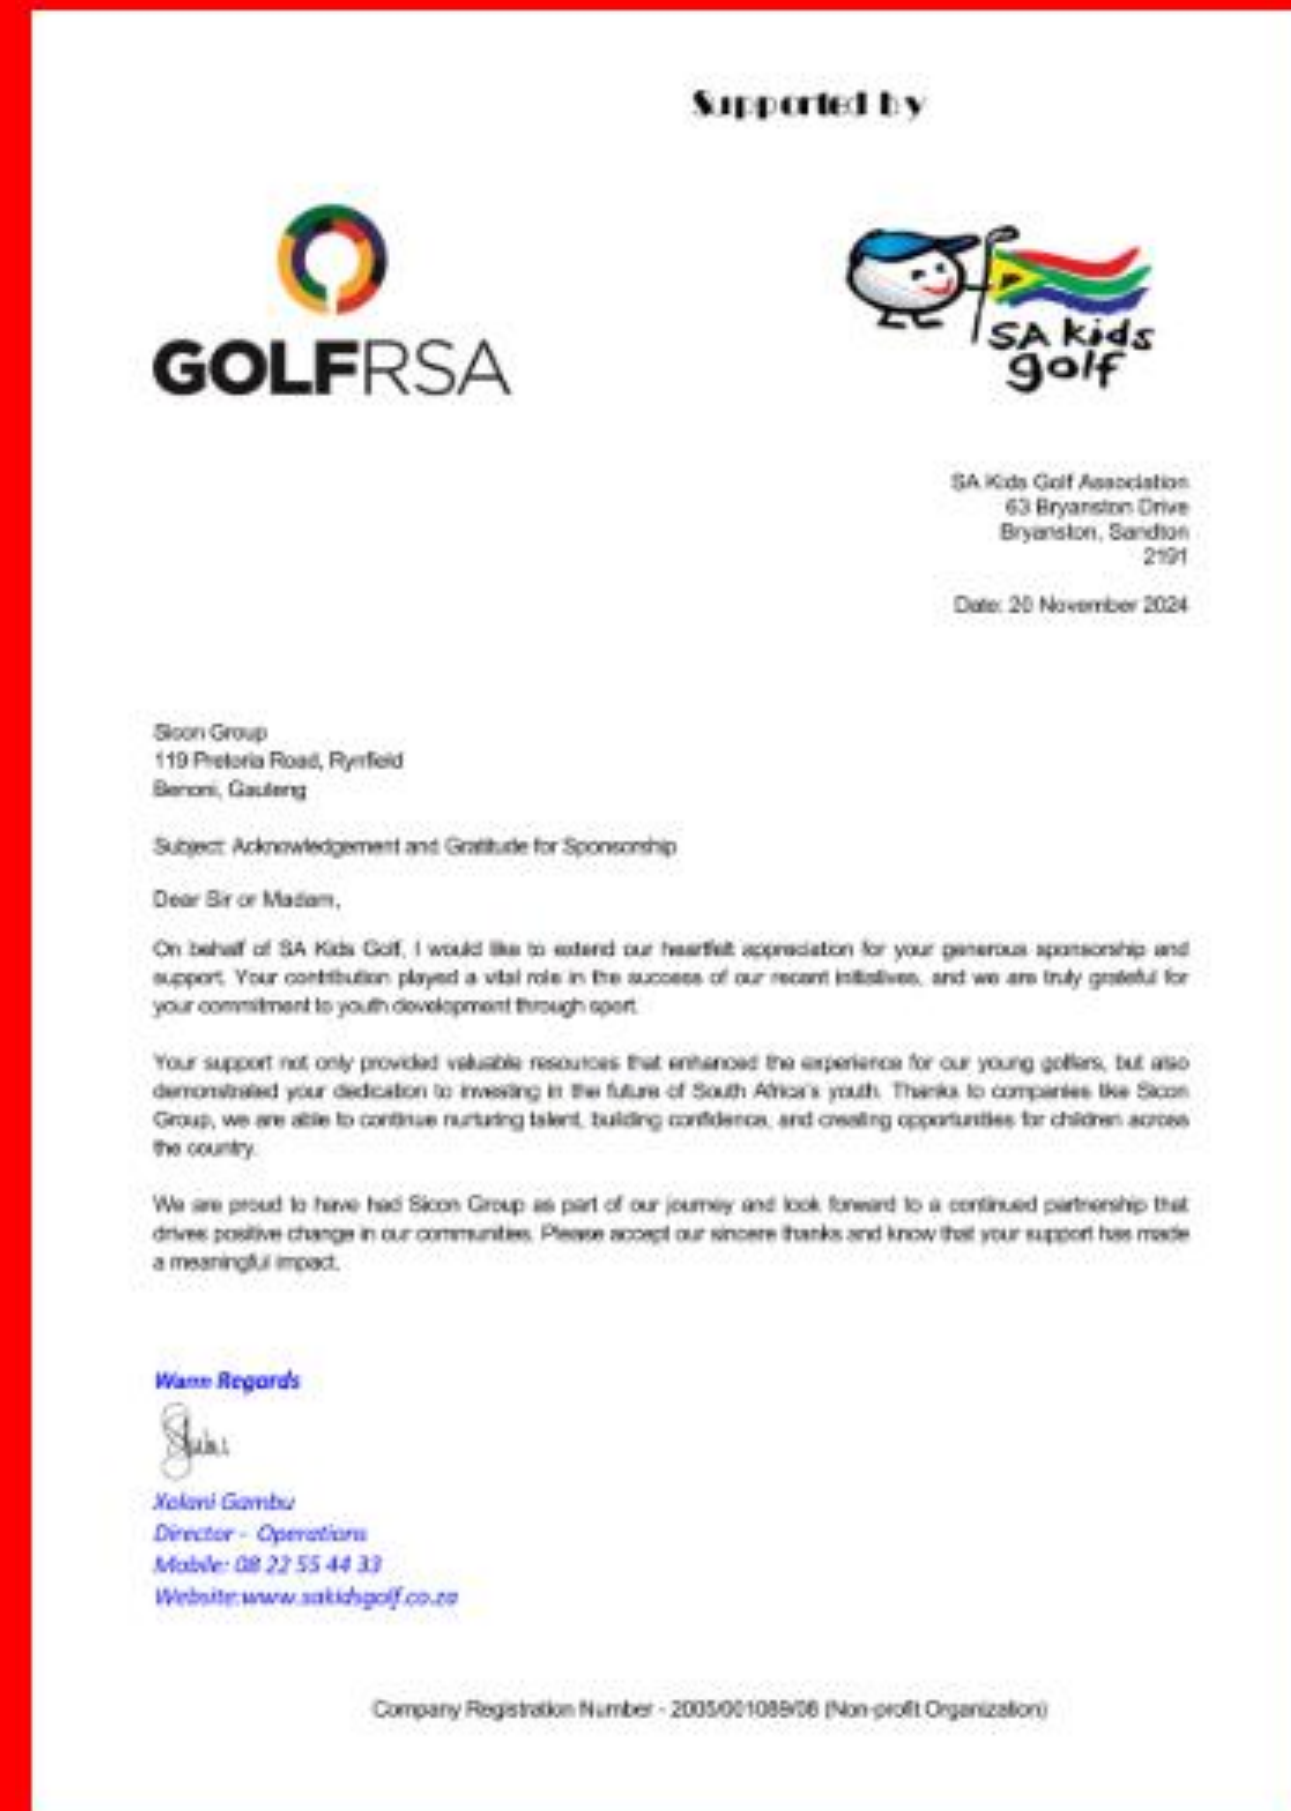 Supported by
GOLFRSA
SA kids
golf
SA Kids Golf Association
63 Bryanston Drive
Bryanston, Sandton
2191
Date: 20 November 2024
Sicon Group
119 Pretoria Road, Rynfield
Benoni, Gauteng
Subject: Acknowledgement and Gratitude for Sponsorship
Dear Sir or Madam,
On behalf of SA Kids Golf, I would like to extend our heartfelt appreciation for your generous sponsorship and
support. Your contribution played a vital role in the success of our recent initiatives, and we are truly grateful for
your commitment to youth development through sport.
Your support not only provided valuable resources that enhanced the experience for our young golfers, but also
demonstrated your dedication to investing in the future of South Africa's youth. Thanks to companies like Sicon
Group, we are able to continue nurturing talent, building confidence, and creating opportunities for children across
the country.
We are proud to have had Sicon Group as part of our journey and look forward to a continued partnership that
drives positive change in our communities. Please accept our sincere thanks and know that your support has made
a meaningful impact.
Warm Regards
Xolani Gambu
Director - Operations
Mobile: 08 22 55 44 33
Website:www.sakidsgolf.co.za
Company Registration Number - 2005/001089/08 (Non-profit Organization)